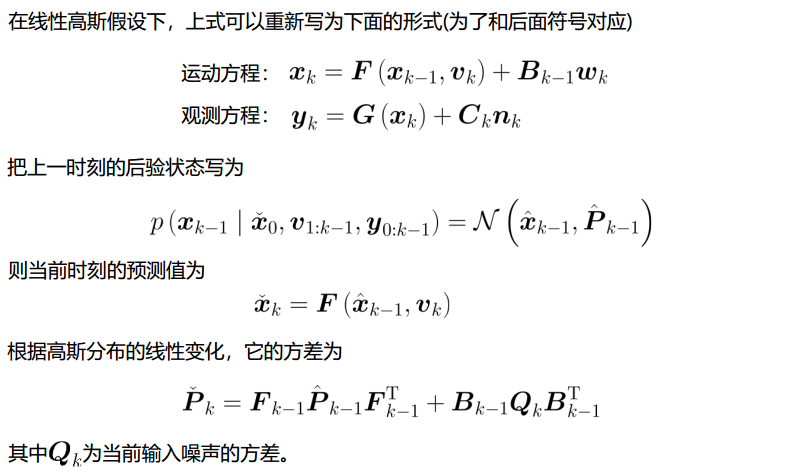 在线性高斯假设下，上式可以重新写为下面的形式(为了和后面符号对应)
运动方程： $\boldsymbol{x}_k = \boldsymbol{F}\left(\boldsymbol{x}_{k-1}, \boldsymbol{v}_k\right) + \boldsymbol{B}_{k-1}\boldsymbol{w}_k$
观测方程： $\boldsymbol{y}_k = \boldsymbol{G}\left(\boldsymbol{x}_k\right) + \boldsymbol{C}_k\boldsymbol{n}_k$
把上一时刻的后验状态写为
$p\left(\boldsymbol{x}_{k-1} \mid \check{\boldsymbol{x}}_0, \boldsymbol{v}_{1:k-1}, \boldsymbol{y}_{0:k-1}\right) = \mathcal{N}\left(\hat{\boldsymbol{x}}_{k-1}, \hat{\boldsymbol{P}}_{k-1}\right)$
则当前时刻的预测值为
$\check{\boldsymbol{x}}_k = \boldsymbol{F}\left(\hat{\boldsymbol{x}}_{k-1}, \boldsymbol{v}_k\right)$
根据高斯分布的线性变化，它的方差为
$\check{\boldsymbol{P}}_k = \boldsymbol{F}_{k-1}\hat{\boldsymbol{P}}_{k-1}\boldsymbol{F}_{k-1}^{\mathrm{T}} + \boldsymbol{B}_{k-1}\boldsymbol{Q}_k\boldsymbol{B}_{k-1}^{\mathrm{T}}$
其中$\boldsymbol{Q}_k$为当前输入噪声的方差。